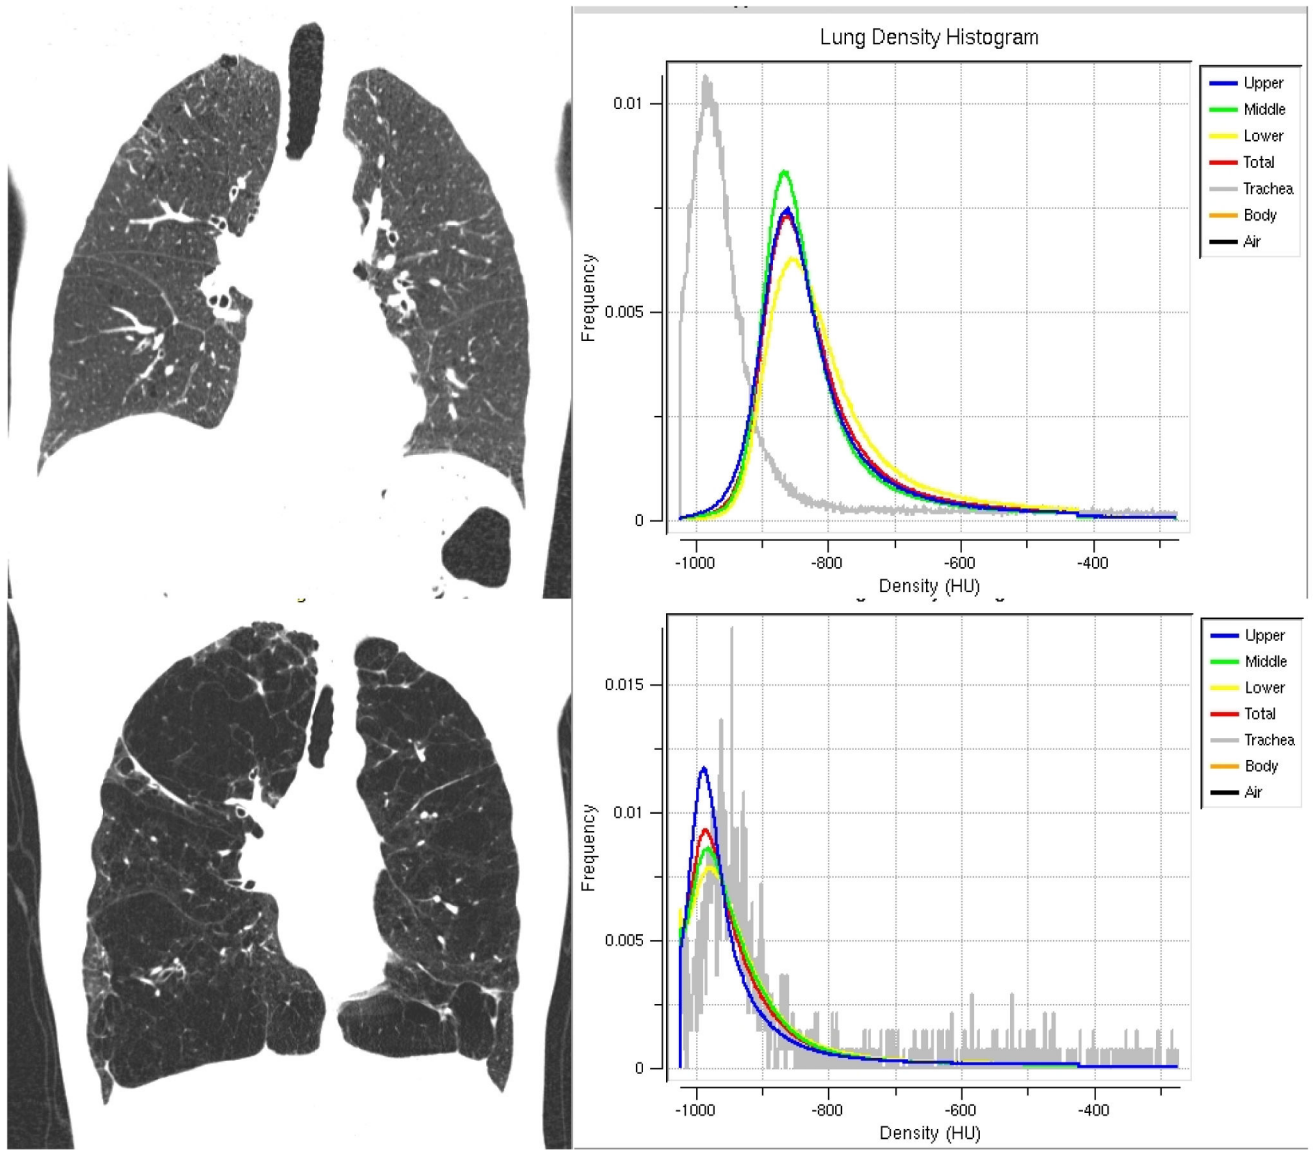 Lung Density Histogram
0.01
0.005
0
Frequency
-1000
-800
-600
-400
Density (HU)
Upper
Middle
Lower
Total
Trachea
Body
Air
0.015
0.01
0.005
0
Frequency
-1000
-800
-600
-400
Density (HU)
Upper
Middle
Lower
Total
Trachea
Body
Air